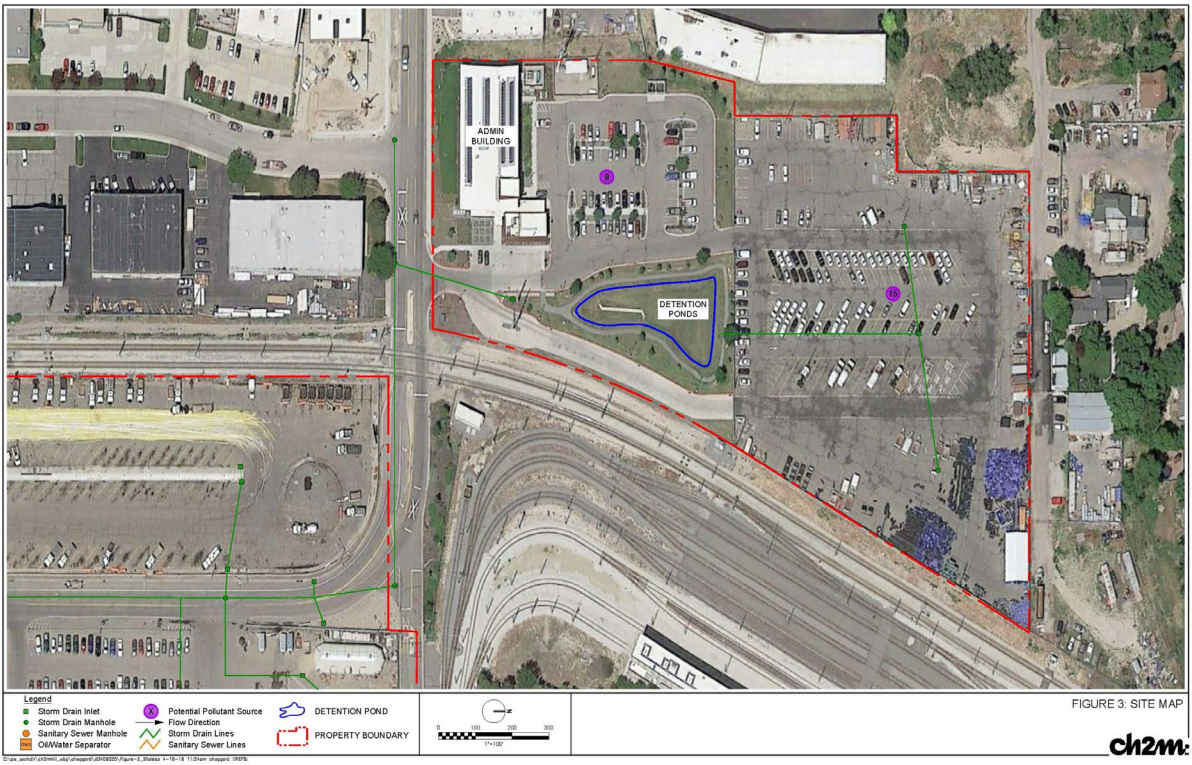 ADMIN
BUILDING
9
15
DETENTION
PONDS
Legend
Storm Drain Inlet
Storm Drain Manhole
Sanitary Sewer Manhole
Oil/Water Separator
X
Potential Pollutant Source
Flow Direction
Storm Drain Lines
Sanitary Sewer Lines
DETENTION POND
PROPERTY BOUNDARY
N
0 100 200 300
1"=100'
FIGURE 3: SITE MAP
ch2m: